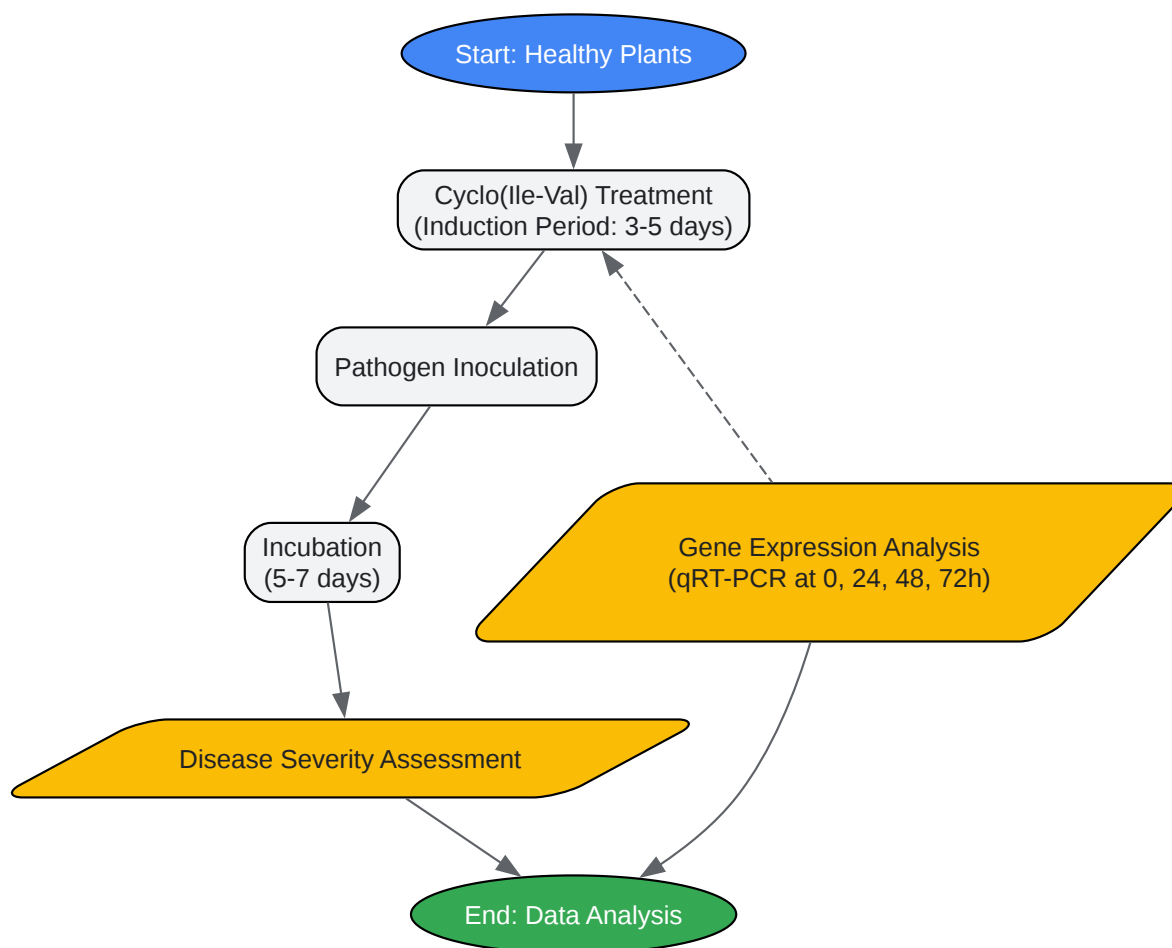 Start: Healthy Plants
Cyclo(Ile-Val) Treatment
(Induction Period: 3-5 days)
Pathogen Inoculation
Incubation
(5-7 days)
Gene Expression Analysis
(qRT-PCR at 0, 24, 48, 72h)
Disease Severity Assessment
End: Data Analysis